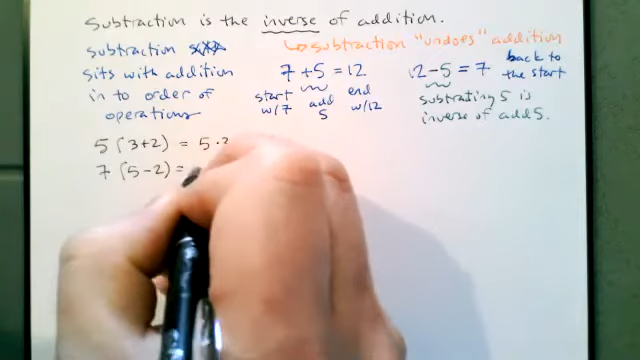 Subtraction is the inverse of addition.
↳ subtraction "undoes" addition
subtraction
sits with addition
in to order of
operations
7 + 5 = 12
start w/7
add 5
end w/12
12 - 5 = 7
back to
the start
subtrating 5 is
inverse of add 5.
5 (3+2) = 5·3
7 (5-2) =